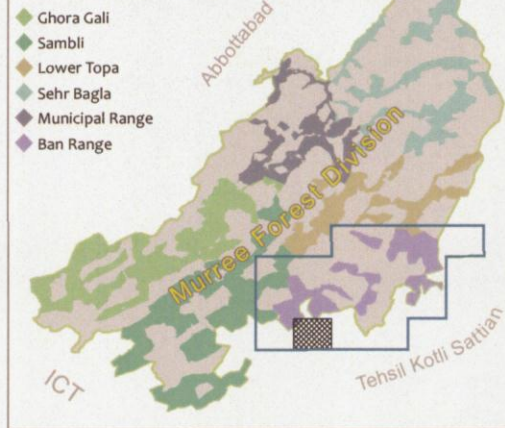 Ghora Gali
Sambli
Lower Topa
Sehr Bagla
Municipal Range
Ban Range
Abbottabad
Murree Forest Division
ICT
Tehsil Kotli Sattian